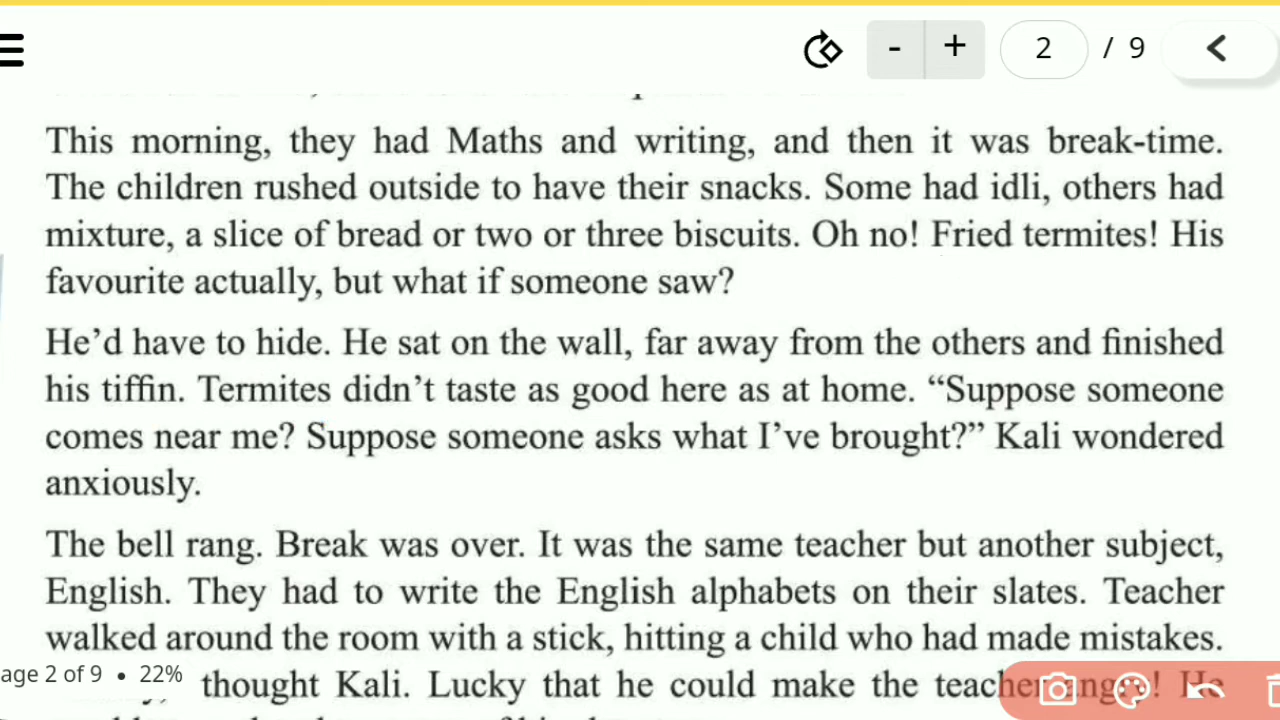 - + 2 / 9
This morning, they had Maths and writing, and then it was break-time.
The children rushed outside to have their snacks. Some had idli, others had
mixture, a slice of bread or two or three biscuits. Oh no! Fried termites! His
favourite actually, but what if someone saw?
He’d have to hide. He sat on the wall, far away from the others and finished
his tiffin. Termites didn’t taste as good here as at home. “Suppose someone
comes near me? Suppose someone asks what I’ve brought?” Kali wondered
anxiously.
The bell rang. Break was over. It was the same teacher but another subject,
English. They had to write the English alphabets on their slates. Teacher
walked around the room with a stick, hitting a child who had made mistakes.
age 2 of 9 • 22%
thought Kali. Lucky that he could make the teacher angry! He